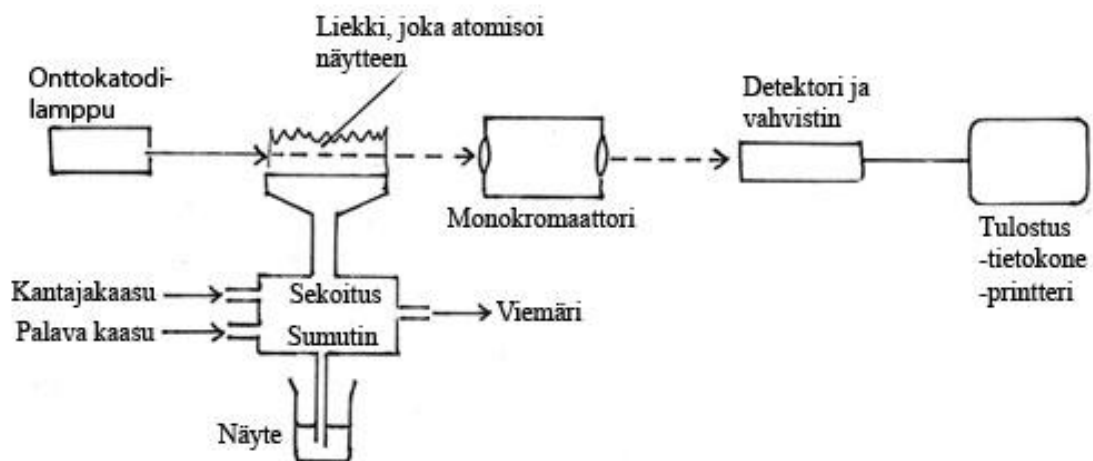 Liekki, joka atomisoi
näytteen
Onttokatodi-
lamppu
Detektori ja
vahvistin
Monokromaattori
Tulostus
-tietokone
-printteri
Kantajakaasu
Sekoitus
Viemäri
Palava kaasu
Sumutin
Näyte